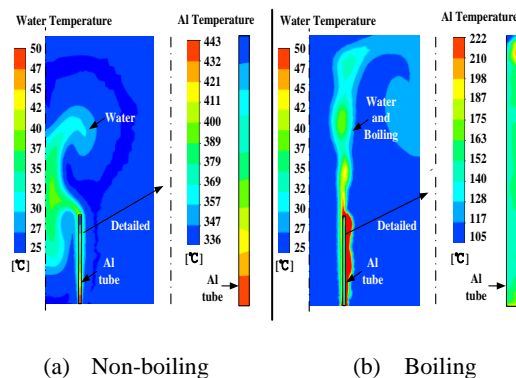 Water Temperature
Al Temperature
50
47
45
42
40
37
35
32
30
27
25
[℃]
Water
Detailed
Al
tube
443
432
421
411
400
389
379
368
357
347
336
[℃]
Al
tube
(a) Non-boiling
Water Temperature
Al Temperature
50
47
45
42
40
37
35
32
30
27
25
[℃]
Water
and
Boiling
Detailed
Al
tube
222
210
198
187
175
163
152
140
128
117
105
[℃]
Al
tube
(b) Boiling